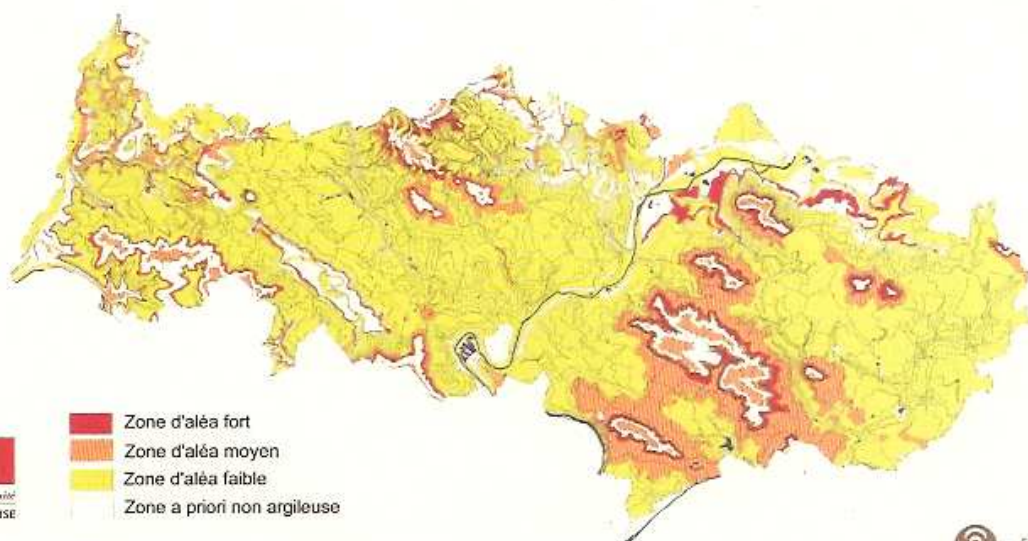 Zone d'aléa fort
Zone d'aléa moyen
Zone d'aléa faible
Zone a priori non argileuse